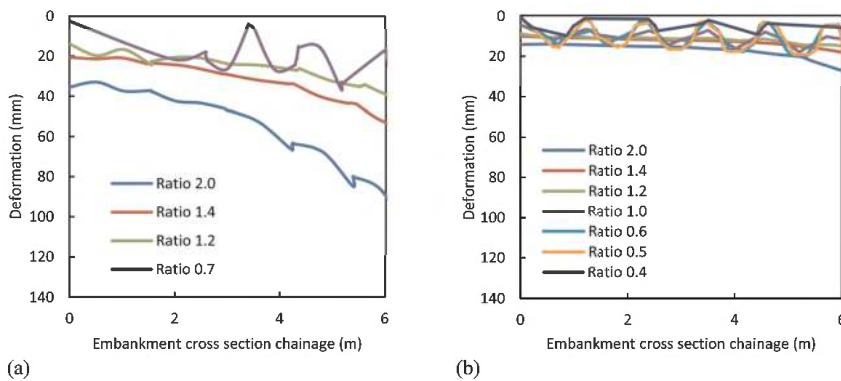 0
20
40
60
80
100
120
140
Deformation (mm)
Ratio 2.0
Ratio 1.4
Ratio 1.2
Ratio 0.7
0 2 4 6
Embankment cross section chainage (m)
(a)
0
20
40
60
80
100
120
140
Deformation (mm)
Ratio 2.0
Ratio 1.4
Ratio 1.2
Ratio 1.0
Ratio 0.6
Ratio 0.5
Ratio 0.4
0 2 4 6
Embankment cross section chainage (m)
(b)